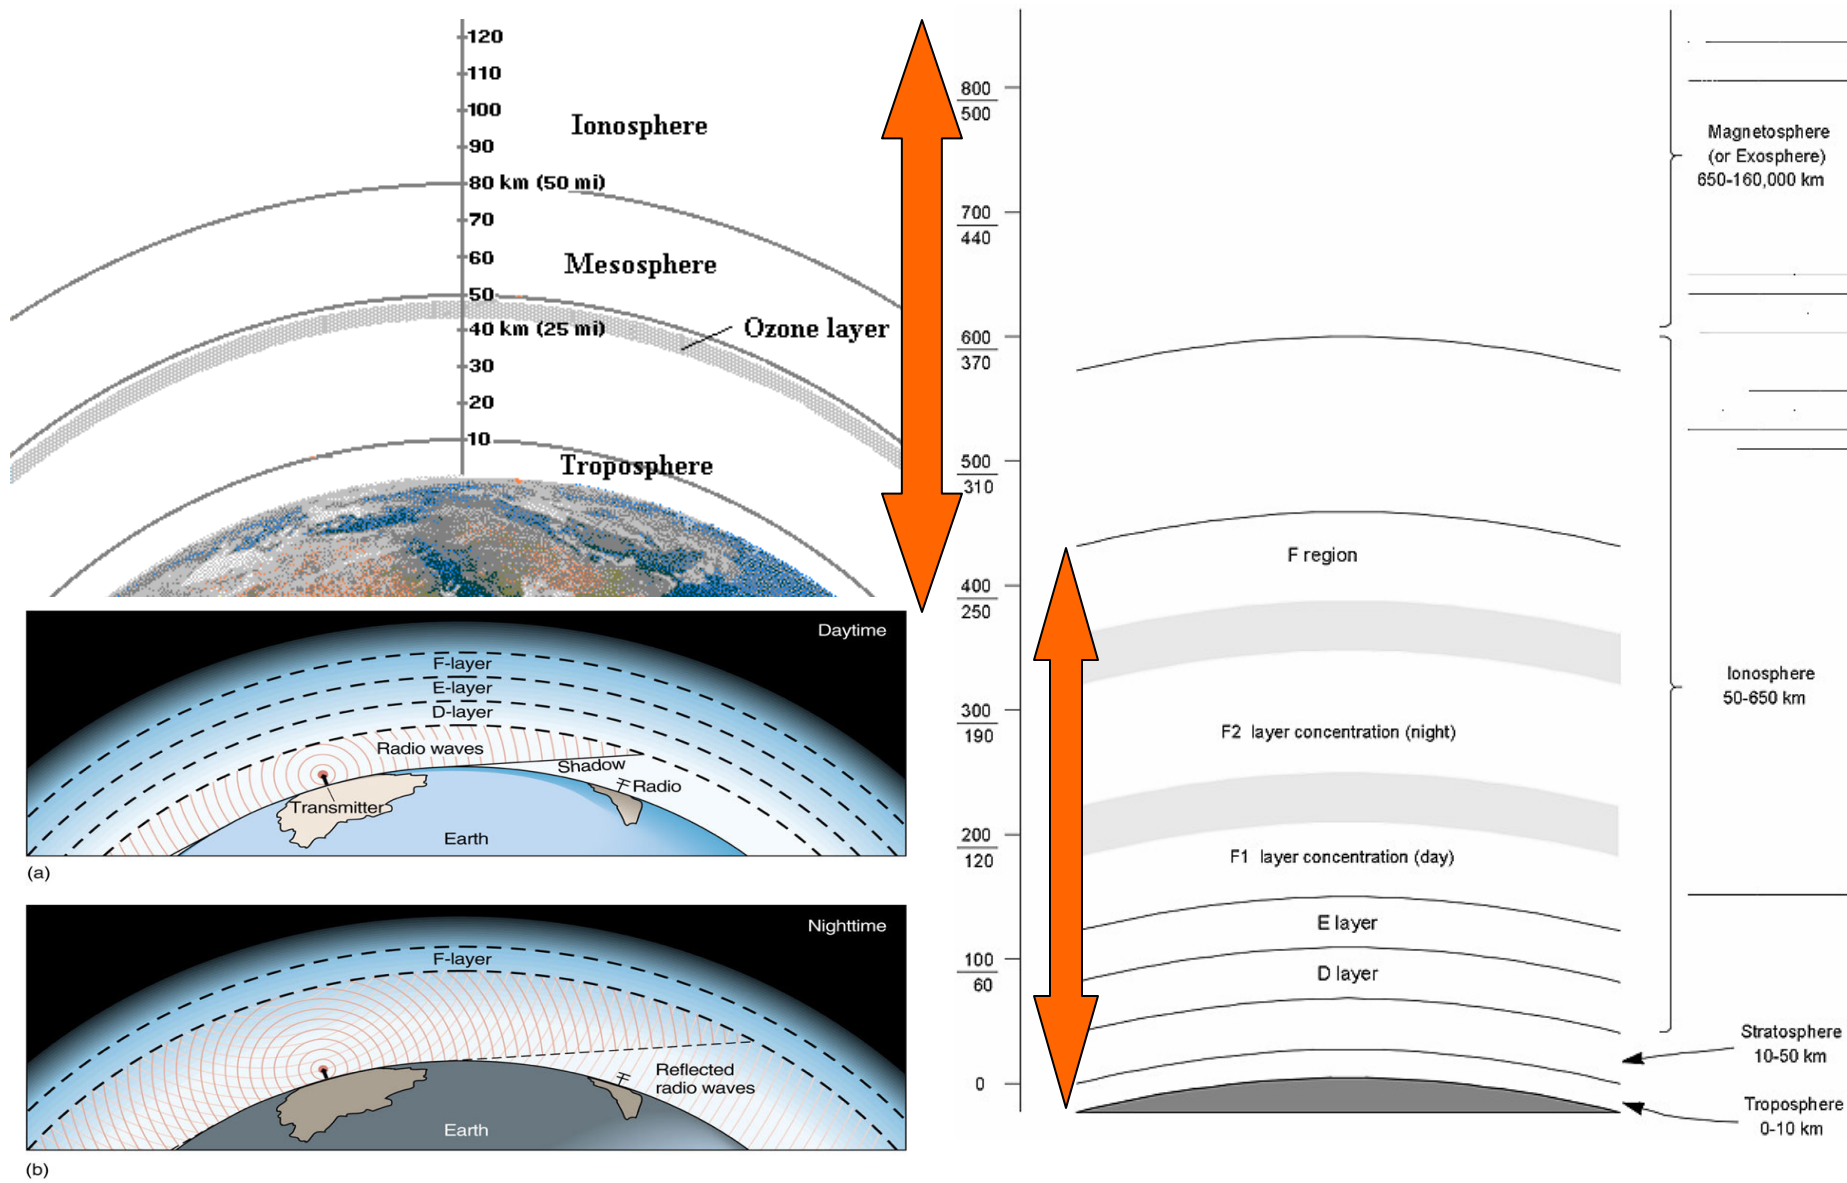 120
110
100
Ionosphere
90
80 km (50 mi)
70
60
Mesosphere
50
40 km (25 mi)
Ozone layer
30
20
10
Troposphere
Daytime
F-layer
E-layer
D-layer
Radio waves
Shadow
Radio
Transmitter
Earth
(a)
Nighttime
F-layer
Reflected
radio waves
Earth
(b)
800
500
700
440
600
370
500
310
400
250
300
190
200
120
100
60
0
F region
F2 layer concentration (night)
F1 layer concentration (day)
E layer
D layer
Magnetosphere
(or Exosphere)
650-160,000 km
Ionosphere
50-650 km
Stratosphere
10-50 km
Troposphere
0-10 km